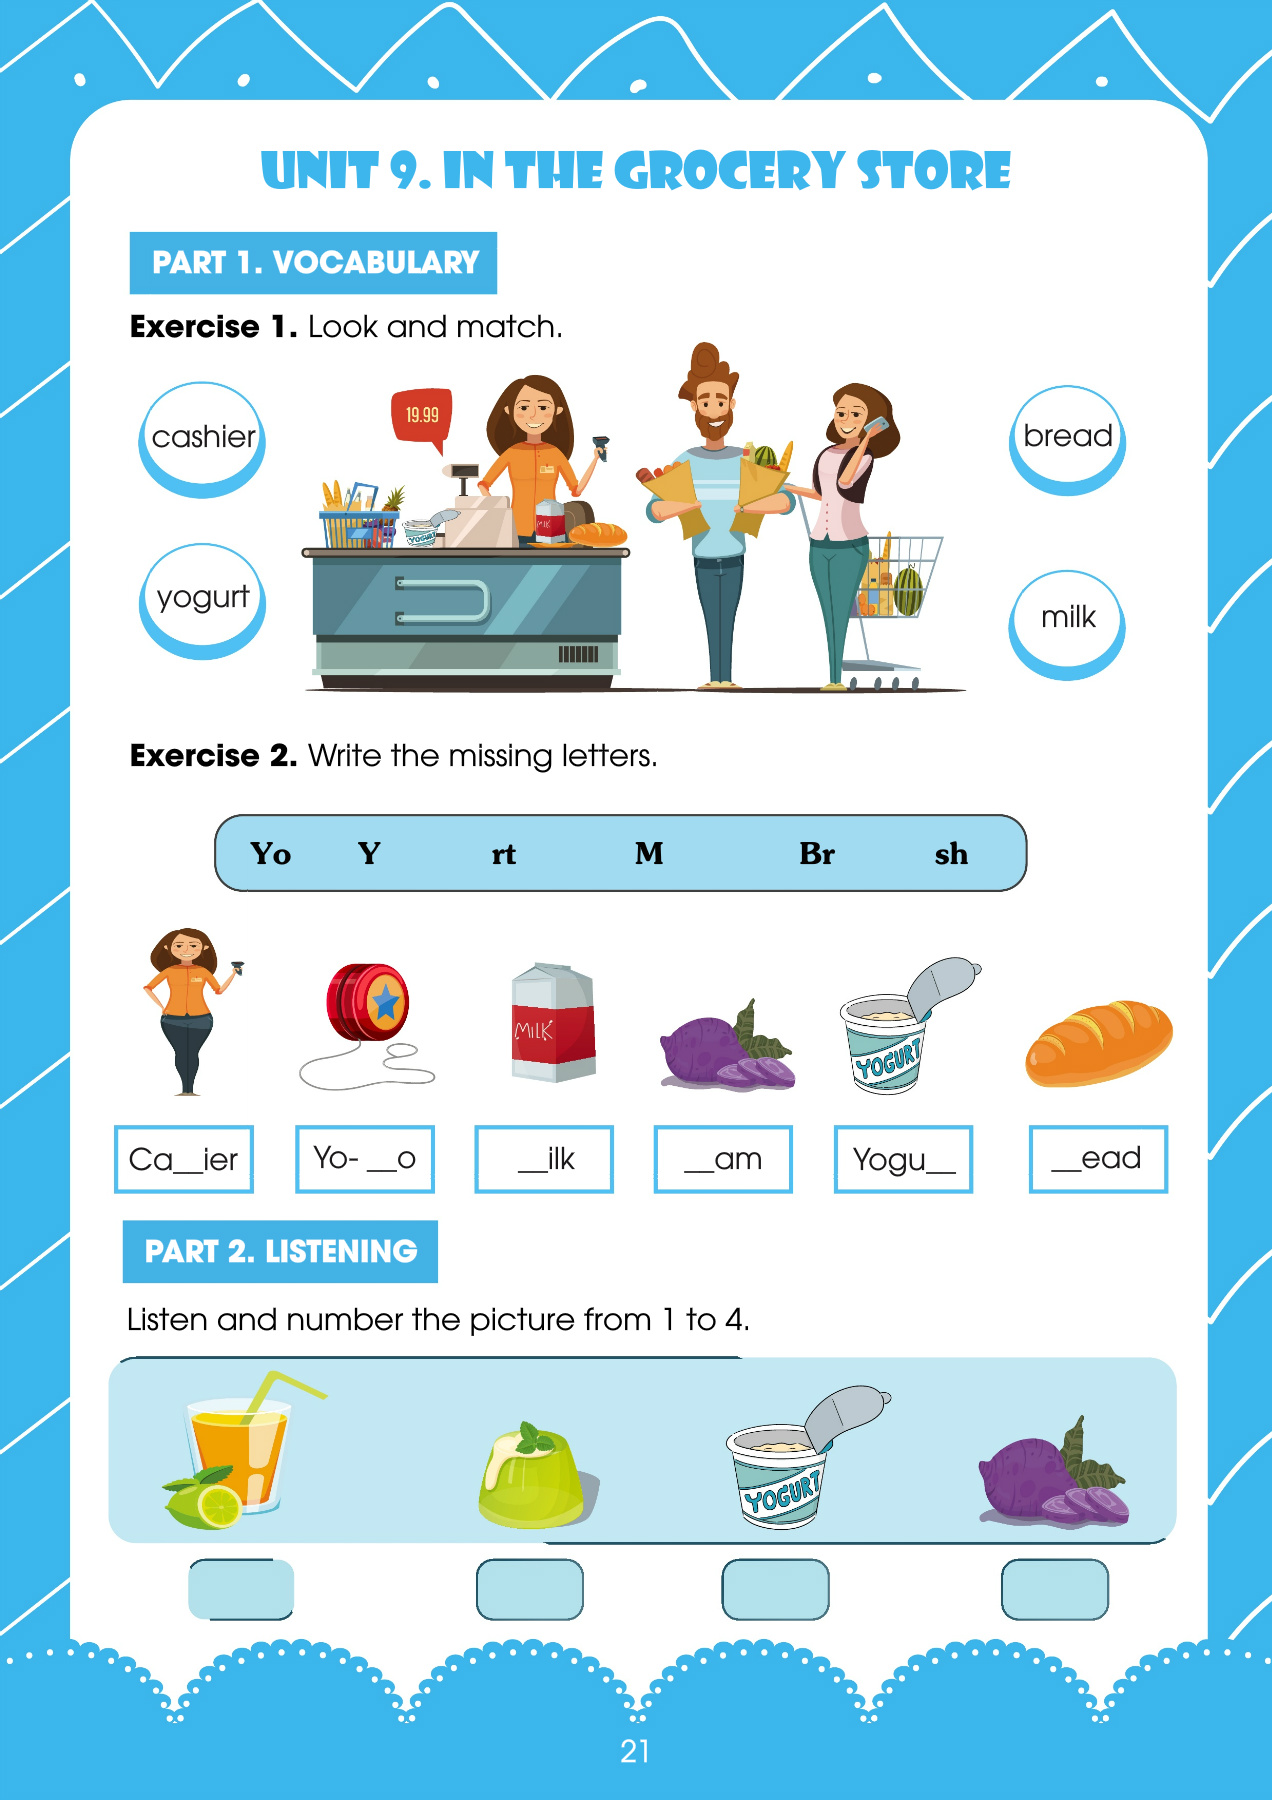 UNIT 9. IN THE GROCERY STORE
PART 1. VOCABULARY
Exercise 1. Look and match.
cashier
19.99
bread
YOGURT
MILK
yogurt
milk
Exercise 2. Write the missing letters.
Yo Y rt M Br sh
MILK
YOGURT
Ca__ier
Yo- __o
__ilk
__am
Yogu__
__ead
PART 2. LISTENING
Listen and number the picture from 1 to 4.
YOGURT
21